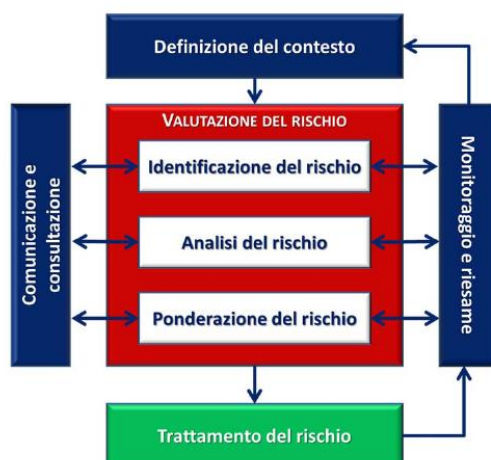 Definizione del contesto
VALUTAZIONE DEL RISCHIO
Identificazione del rischio
Analisi del rischio
Ponderazione del rischio
Comunicazione e
consultazione
Monitoraggio e riesame
Trattamento del rischio